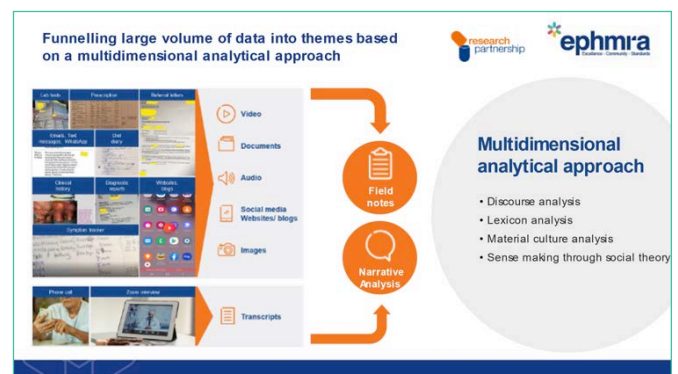 Funnelling large volume of data into themes based
on a multidimensional analytical approach
research
partnership
ephmra
Excellence - Community - Standards
Lab tests
Prescription
Referral letters
Emails, Text
messages, WhatsApp
Diet
diary
Clinical
history
Diagnostic
reports
Websites,
blogs
Symptom tracker
Phone call
Zoom interview
Video
Documents
Audio
Social media
Websites/ blogs
Images
Transcripts
Field
notes
Narrative
Analysis
Multidimensional
analytical approach
• Discourse analysis
• Lexicon analysis
• Material culture analysis
• Sense making through social theory